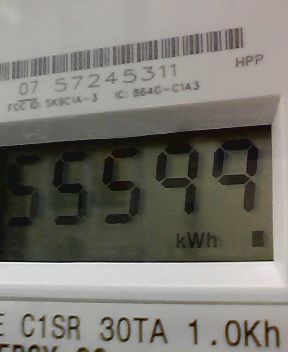 07 57245311
HPP
FCC ID: SK9C1A-3 IC: 864G-C1A3
55599
kWh
E C1SR 30TA 1.0Kh